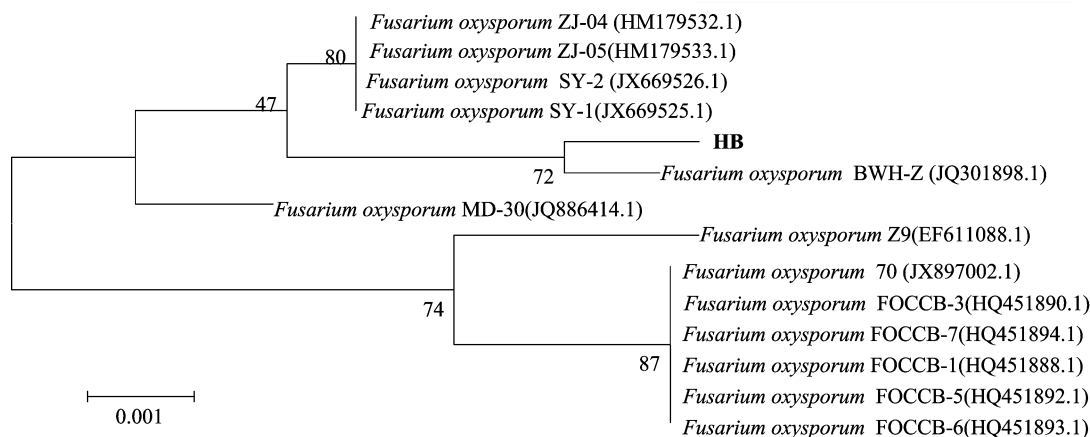 Fusarium oxysporum ZJ-04 (HM179532.1)
Fusarium oxysporum ZJ-05(HM179533.1)
80
Fusarium oxysporum SY-2 (JX669526.1)
47
Fusarium oxysporum SY-1(JX669525.1)
HB
72
Fusarium oxysporum BWH-Z (JQ301898.1)
Fusarium oxysporum MD-30(JQ886414.1)
Fusarium oxysporum Z9(EF611088.1)
Fusarium oxysporum 70 (JX897002.1)
74
Fusarium oxysporum FOCCB-3(HQ451890.1)
Fusarium oxysporum FOCCB-7(HQ451894.1)
87
Fusarium oxysporum FOCCB-1(HQ451888.1)
Fusarium oxysporum FOCCB-5(HQ451892.1)
Fusarium oxysporum FOCCB-6(HQ451893.1)
0.001